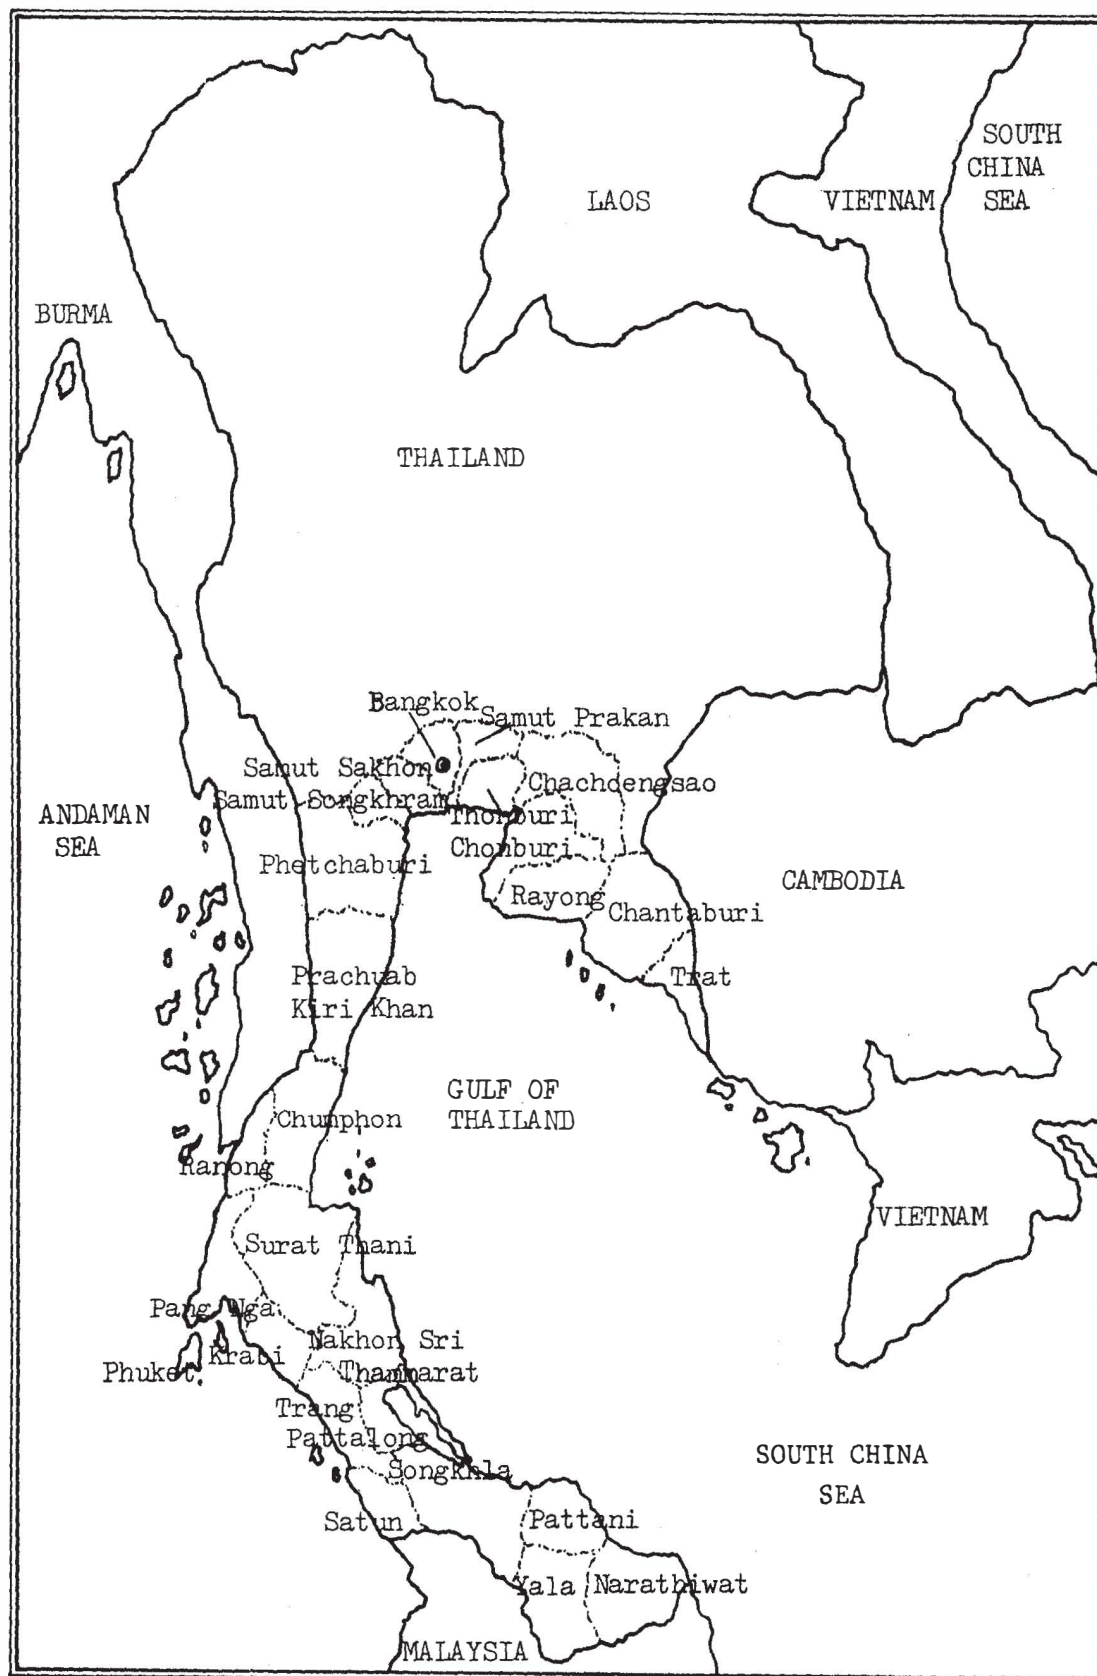 SOUTH
CHINA
SEA
LAOS
VIETNAM
BURMA
THAILAND
Bangkok
Samut Prakan
Samut Sakhon
Chachoengsao
Samut Songkhram
Thonburi
ANDAMAN
SEA
Chonburi
Phetchaburi
CAMBODIA
Rayong
Chantaburi
Prachuab
Kiri Khan
Trat
GULF OF
THAILAND
Chumphon
Ranong
VIETNAM
Surat Thani
Pang Nga
Nakhon Sri
Thammarat
Krabi
Phuket
Trang
Pattalong
SOUTH CHINA
SEA
Songkhla
Satun
Pattani
Yala
Narathiwat
MALAYSIA